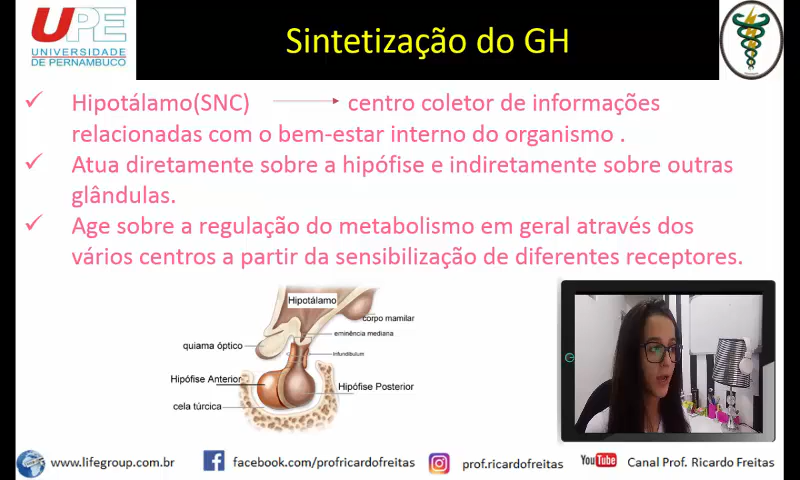 UPE
UNIVERSIDADE
DE PERNAMBUCO
Sintetização do GH
Hipotálamo(SNC) centro coletor de informações
relacionadas com o bem-estar interno do organismo .
Atua diretamente sobre a hipófise e indiretamente sobre outras
glândulas.
Age sobre a regulação do metabolismo em geral através dos
vários centros a partir da sensibilização de diferentes receptores.
Hipotálamo
corpo mamilar
eminência mediana
quiama óptico
infundíbulum
Hipófise Anterior
Hipófise Posterior
cela túrcica
www.lifegroup.com.br
facebook.com/profricardofreitas
prof.ricardofreitas
YouTube
Canal Prof. Ricardo Freitas